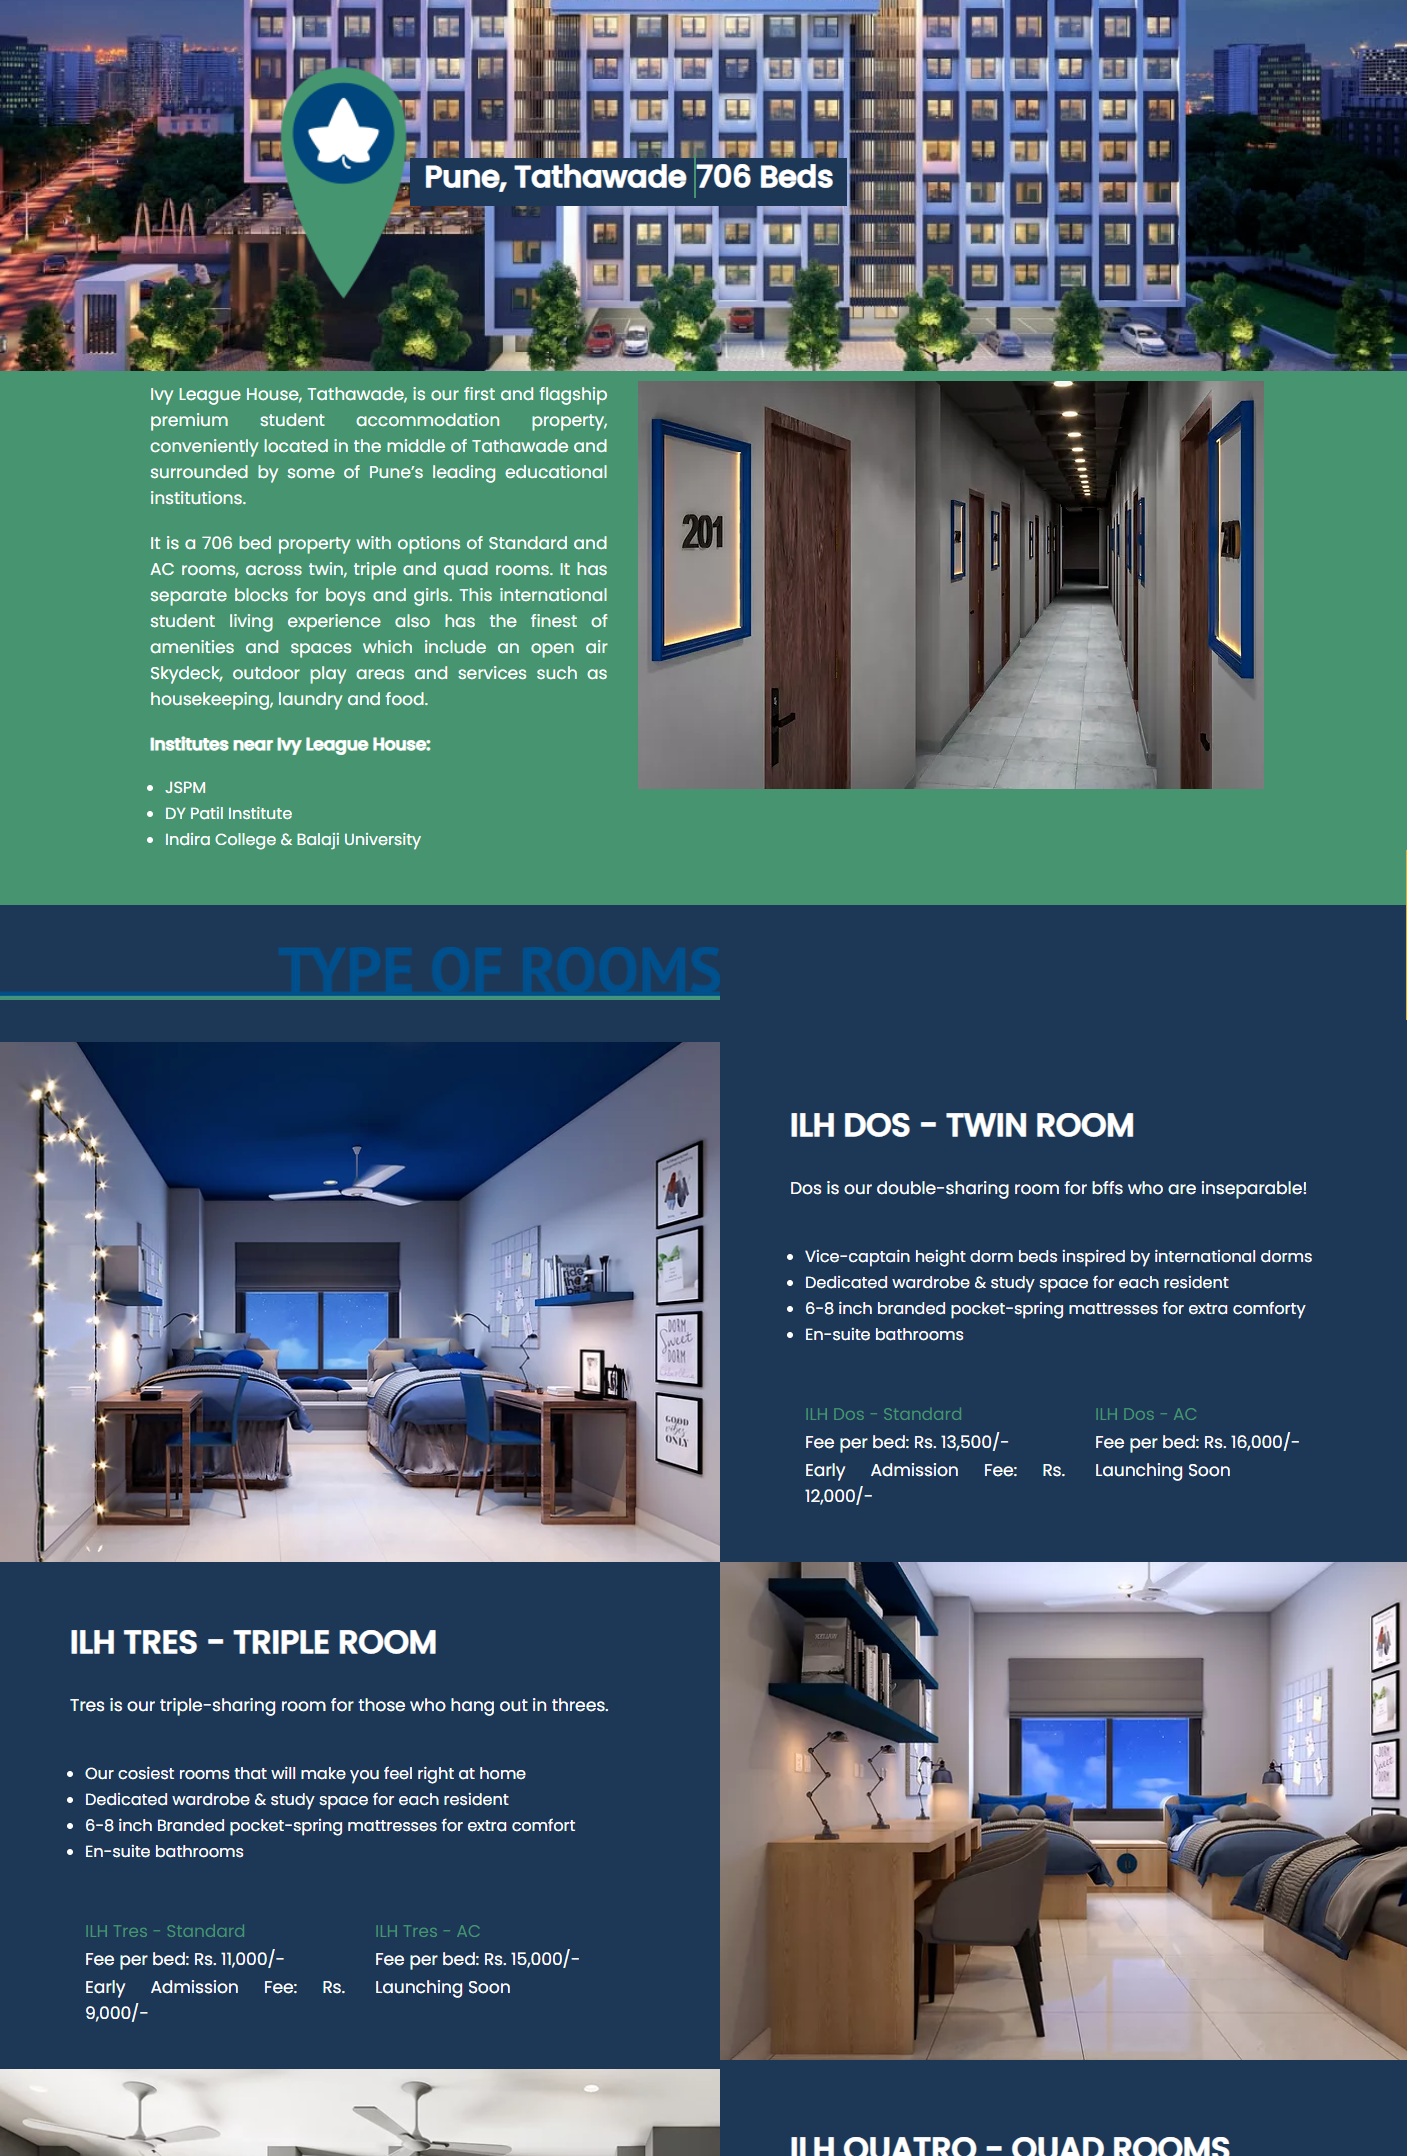 Pune, Tathawade 706 Beds
Ivy League House, Tathawade, is our first and flagship
premium student accommodation property,
conveniently located in the middle of Tathawade and
surrounded by some of Pune's leading educational
institutions.
It is a 706 bed property with options of Standard and
AC rooms, across twin, triple and quad rooms. It has
separate blocks for boys and girls. This international
student living experience also has the finest of
amenities and spaces which include an open air
Skydeck, outdoor play areas and services such as
housekeeping, laundry and food.
Institutes near Ivy League House:
JSPM
DY Patil Institute
Indira College & Balaji University
201
TYPE OF ROOMS
DORM
Sweet
DORM
GOOD
vibes
ONLY
ILH DOS - TWIN ROOM
Dos is our double-sharing room for bffs who are inseparable!
Vice-captain height dorm beds inspired by international dorms
Dedicated wardrobe & study space for each resident
6-8 inch branded pocket-spring mattresses for extra comforty
En-suite bathrooms
ILH Dos - Standard
Fee per bed: Rs. 13,500/-
Early Admission Fee: Rs.
12,000/-
ILH Dos - AC
Fee per bed: Rs. 16,000/-
Launching Soon
ILH TRES - TRIPLE ROOM
Tres is our triple-sharing room for those who hang out in threes.
Our cosiest rooms that will make you feel right at home
Dedicated wardrobe & study space for each resident
6-8 inch Branded pocket-spring mattresses for extra comfort
En-suite bathrooms
ILH Tres - Standard
Fee per bed: Rs. 11,000/-
Early Admission Fee: Rs.
9,000/-
ILH Tres - AC
Fee per bed: Rs. 15,000/-
Launching Soon
ILH QUATRO - QUAD ROOMS